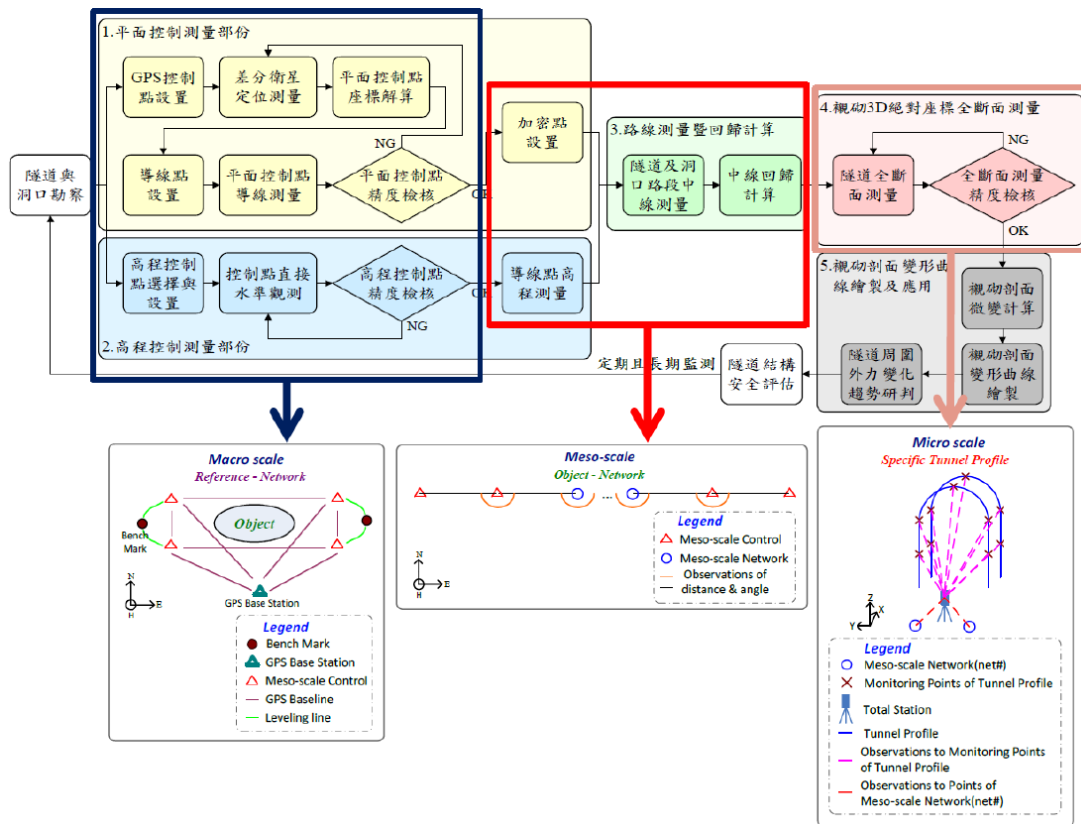 1.平面控制測量部份
GPS控制
點設置
差分衛星
定位測量
平面控制點
座標解算
導線點
設置
平面控制點
導線測量
平面控制點
精度檢核
NG
OK
加密點
設置
隧道與
洞口勘察
高程控制
點選擇與
設置
控制點直接
水準觀測
高程控制點
精度檢核
NG
OK
導線點高
程測量
2.高程控制測量部份
3.路線測量暨回歸計算
隧道及洞
口路段中
線測量
中線回歸
計算
4.襯砌3D絕對座標全斷面測量
NG
隧道全斷
面測量
全斷面測量
精度檢核
OK
5.襯砌剖面變形曲
線繪製及應用
襯砌剖面
微變計算
襯砌剖面
變形曲線
繪製
隧道周圍
外力變化
趨勢研判
隧道結構
安全評估
定期且長期監測
Macro scale
Reference - Network
Object
Bench
Mark
GPS Base Station
N
E
H
Legend
Bench Mark
GPS Base Station
Meso-scale Control
GPS Baseline
Leveling line
Meso-scale
Object - Network
...
N
E
H
Legend
Meso-scale Control
Meso-scale Network
Observations of
distance & angle
Micro scale
Specific Tunnel Profile
Z
X
Y
Legend
Meso-scale Network(net#)
Monitoring Points of Tunnel Profile
Total Station
Tunnel Profile
Observations to Monitoring Points
of Tunnel Profile
Observations to Points of
Meso-scale Network(net#)